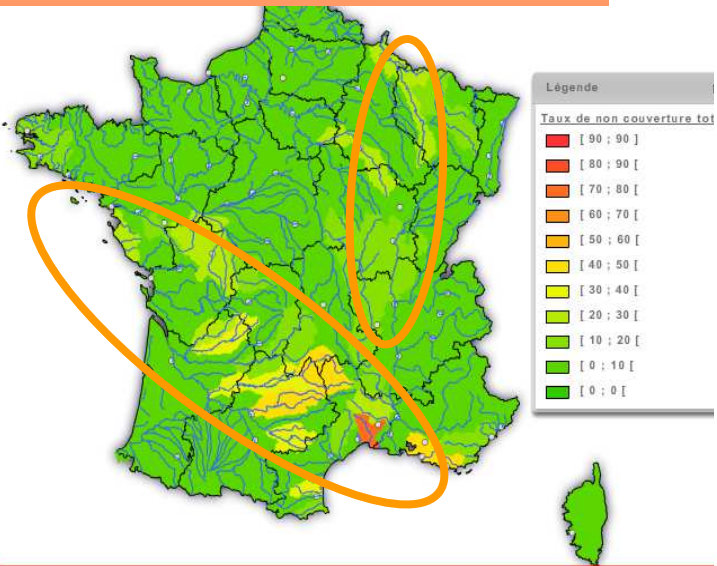 Légende
Taux de non couverture tot
[ 90 ; 90 ]
[ 80 ; 90 [
[ 70 ; 80 [
[ 60 ; 70 [
[ 50 ; 60 [
[ 40 ; 50 [
[ 30 ; 40 [
[ 20 ; 30 [
[ 10 ; 20 [
[ 0 ; 10 [
[ 0 ; 0 [